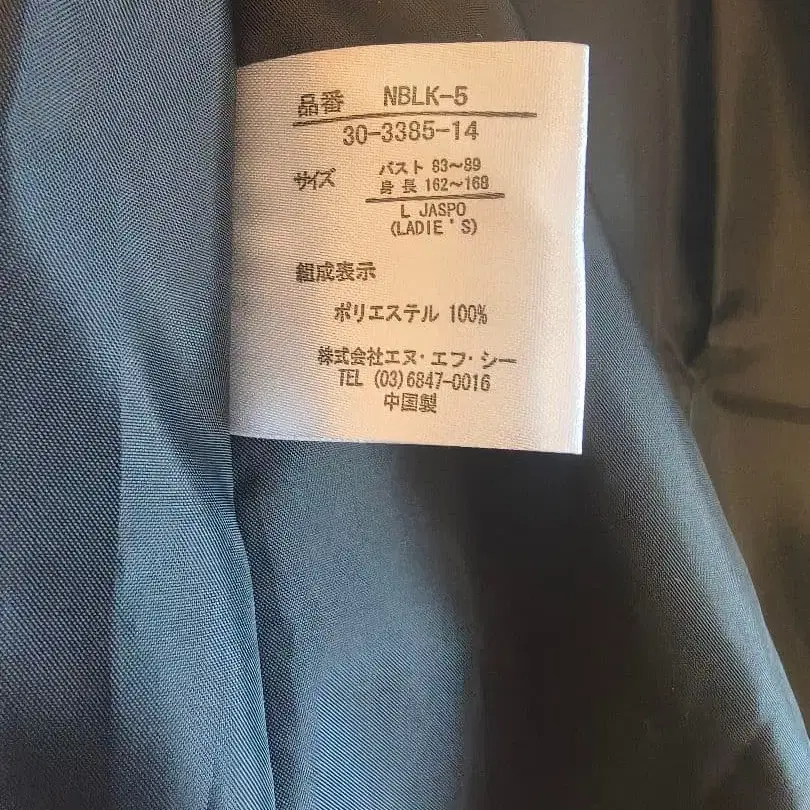 品番 NBLK-5
30-3385-14
サイズ バスト 83～89
身長 162～168
L JASPO
(LADIE'S)
組成表示
ポリエステル 100%
株式会社エヌ・エフ・シー
TEL (03)6847-0016
中国製